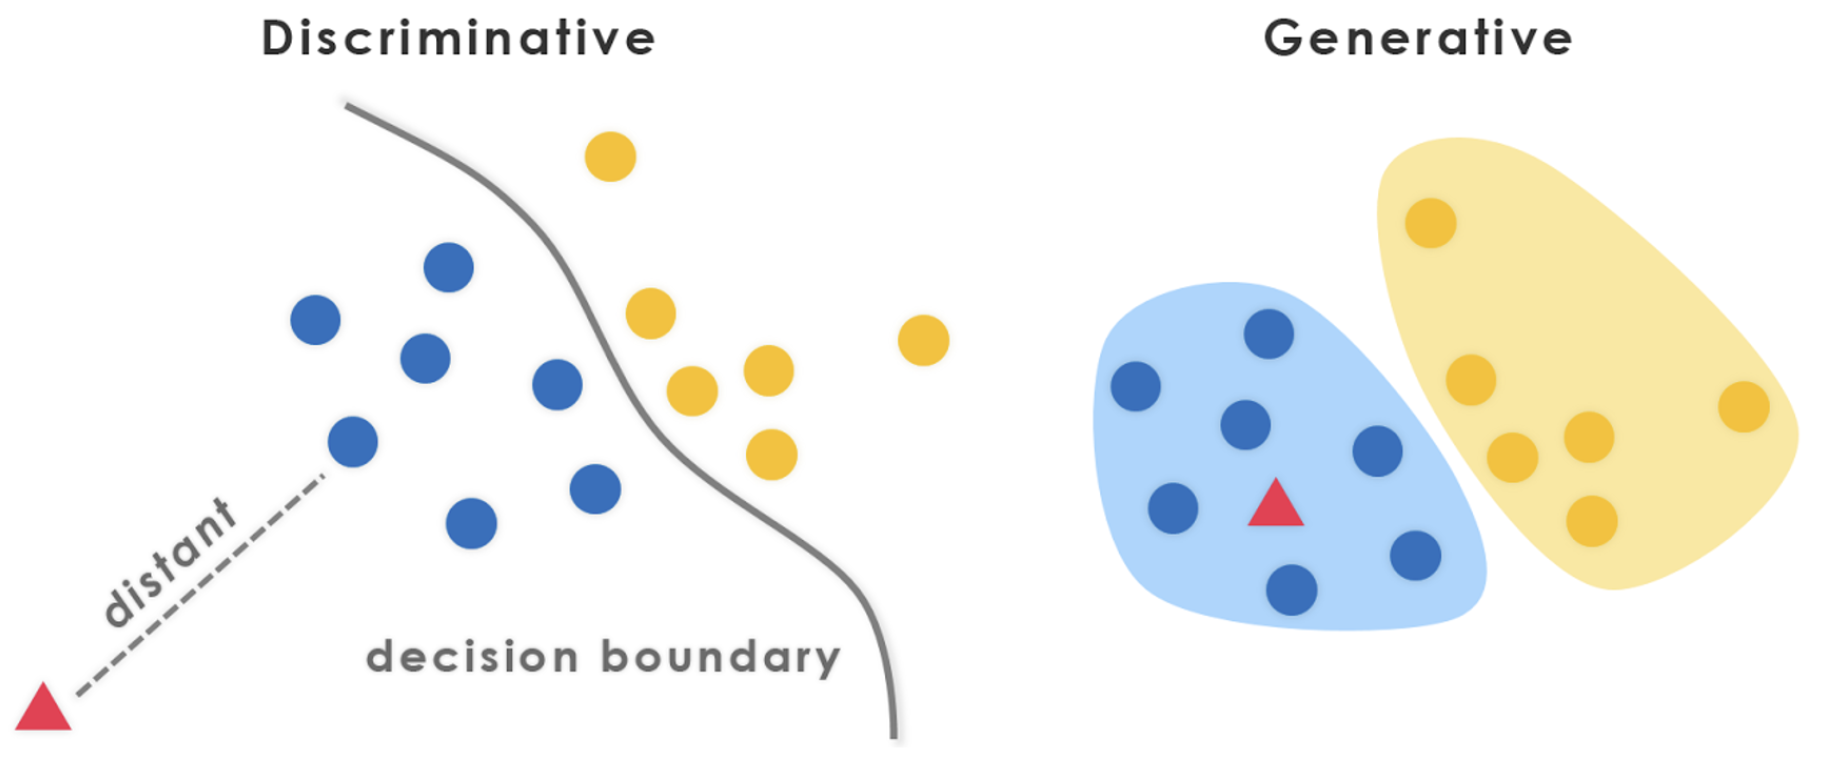 Discriminative
Generative
distant
decision boundary